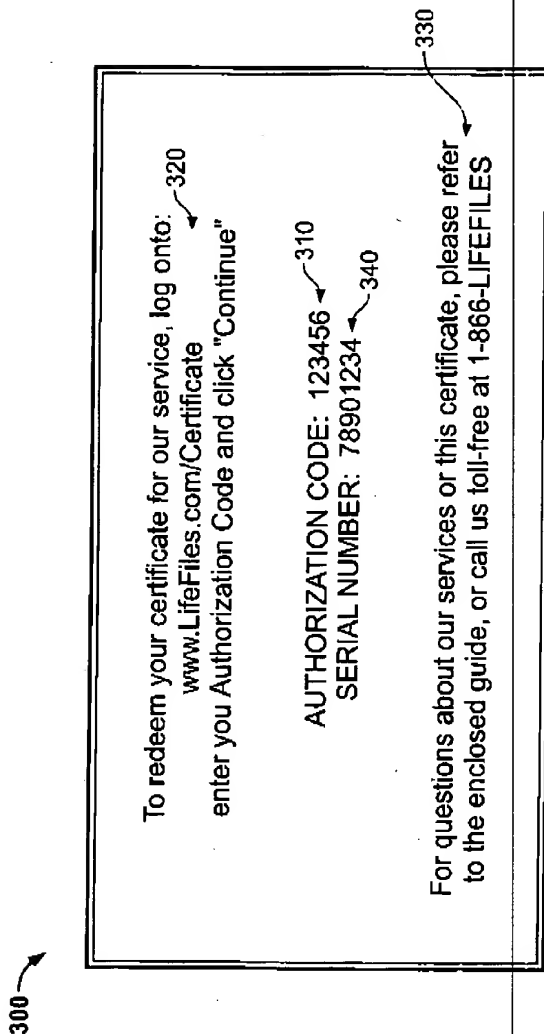 300
To redeem your certificate for our service, log onto:
www.LifeFiles.com/Certificate
320
enter you Authorization Code and click "Continue"
AUTHORIZATION CODE: 123456
310
SERIAL NUMBER: 78901234
340
For questions about our services or this certificate, please refer
330
to the enclosed guide, or call us toll-free at 1-866-LIFEFILES